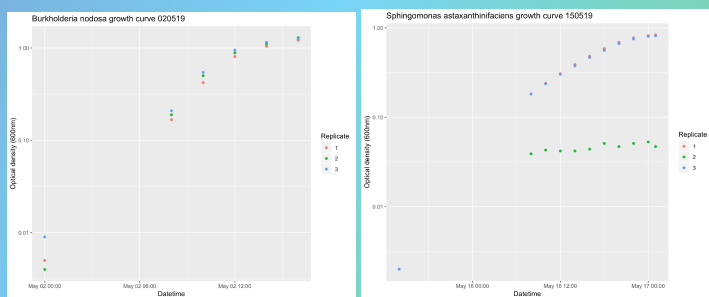 Burkholderia nodosa growth curve 020519
1.00
0.10
0.01
Optical density (600nm)
May 02 00:00
May 02 06:00
May 02 12:00
Datetime
Replicate
1
2
3
Sphingomonas astaxanthinifaciens growth curve 150519
1.00
0.10
0.01
Optical density (600nm)
May 16 00:00
May 16 12:00
May 17 00:00
Datetime
Replicate
1
2
3